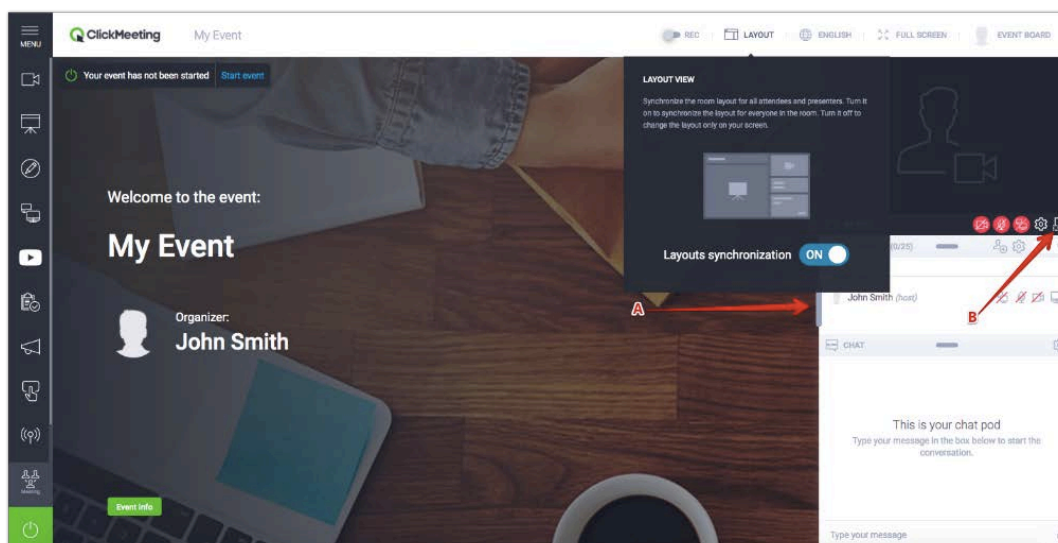 MENU
ClickMeeting
My Event
REC
LAYOUT
ENGLISH
FULL SCREEN
EVENT BOARD
Your event has not been started
Start event
LAYOUT VIEW
Synchronize the room layout for all attendees and presenters. Turn it
on to synchronize the layout for everyone in the room. Turn it off to
change the layout only on your screen.
Layouts synchronization
ON
Welcome to the event:
My Event
Organizer:
John Smith
Event info
(0/25)
John Smith (host)
A
B
CHAT
This is your chat pod
Type your message in the box below to start the
conversation.
Type your message
Meeting